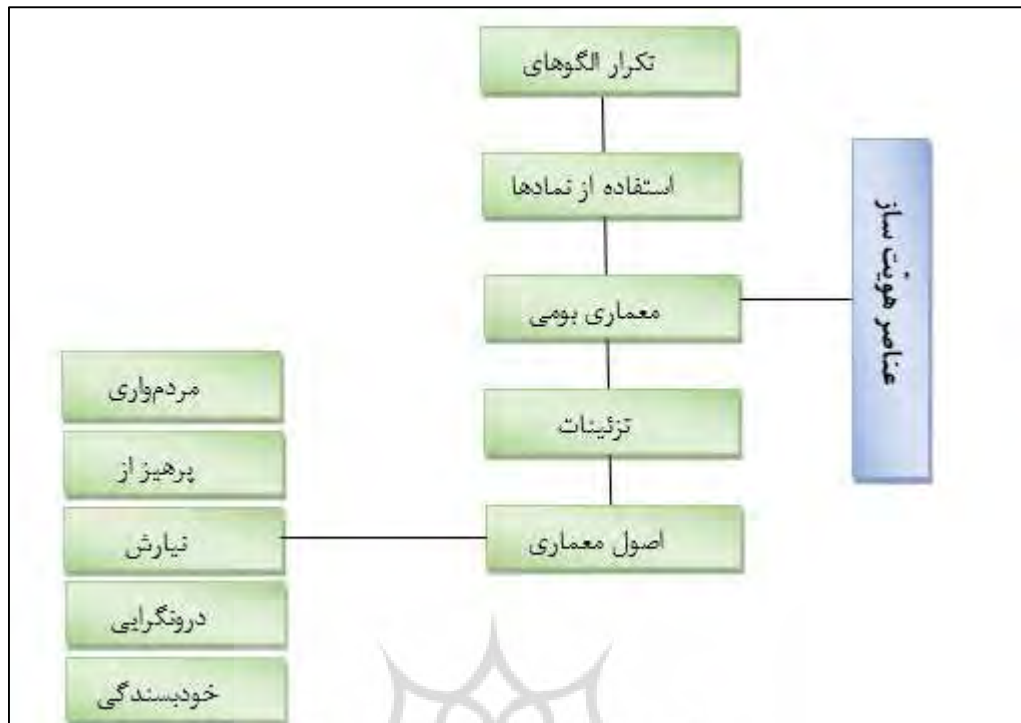 عناصر هویّت ساز
تکرار الگوهای
استفاده از نمادها
معماری بومی
تزئینات
اصول معماری
مردم‌واری
پرهیز از
نیارش
درونگرایی
خودبسندگی